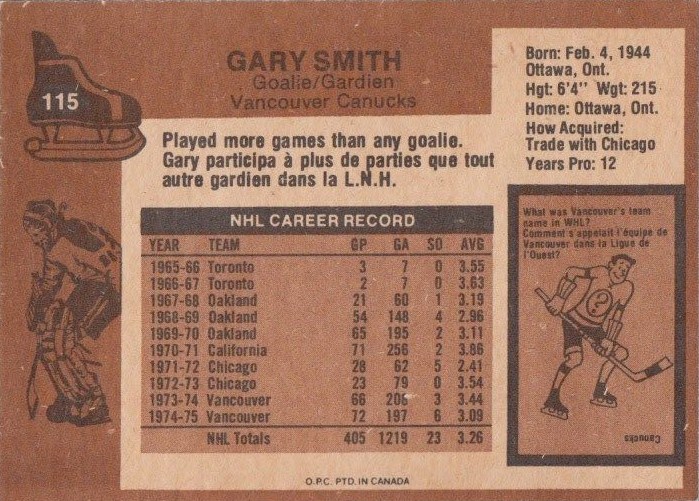 115
GARY SMITH
Goalie/Gardien
Vancouver Canucks
Born: Feb. 4, 1944
Ottawa, Ont.
Hgt: 6'4" Wgt: 215
Home: Ottawa, Ont.
How Acquired:
Trade with Chicago
Years Pro: 12
Played more games than any goalie.
Gary participa à plus de parties que tout
autre gardien dans la L.N.H.
NHL CAREER RECORD
YEAR TEAM GP GA SO AVG
1965-66 Toronto 3 7 0 3.55
1966-67 Toronto 2 7 0 3.63
1967-68 Oakland 21 60 1 3.19
1968-69 Oakland 54 148 4 2.96
1969-70 Oakland 65 195 2 3.11
1970-71 California 71 256 2 3.86
1971-72 Chicago 28 62 5 2.41
1972-73 Chicago 23 79 0 3.54
1973-74 Vancouver 66 208 3 3.44
1974-75 Vancouver 72 197 6 3.09
NHL Totals 405 1219 23 3.26
What was Vancouver's team
name in WHL?
Comment s'appelait l'équipe de
Vancouver dans la Ligue de
l'Ouest?
?
Canucks
O.P.C. PTD. IN CANADA